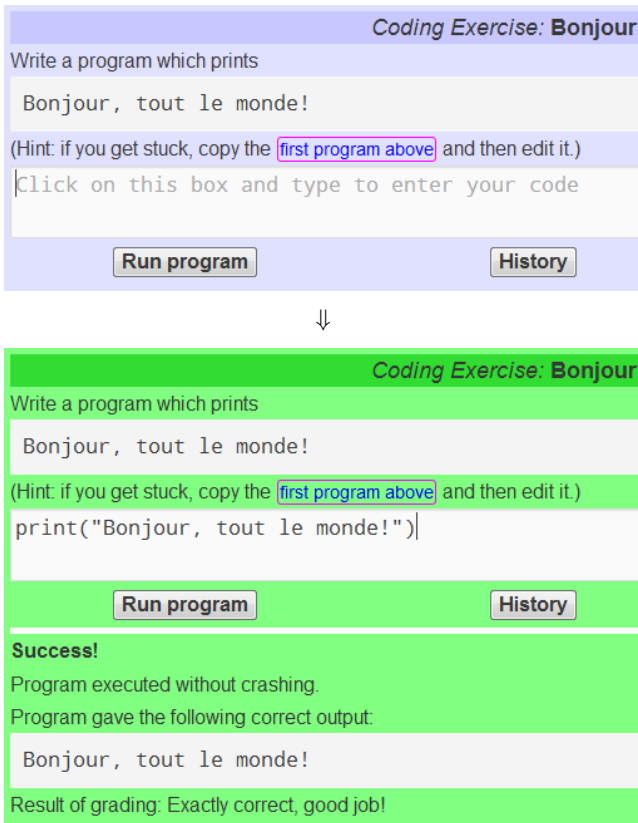 Coding Exercise: Bonjour
Write a program which prints
Bonjour, tout le monde!
(Hint: if you get stuck, copy the first program above and then edit it.)
Click on this box and type to enter your code
Run program History
⇓
Coding Exercise: Bonjour
Write a program which prints
Bonjour, tout le monde!
(Hint: if you get stuck, copy the first program above and then edit it.)
print("Bonjour, tout le monde!")
Run program History
Success!
Program executed without crashing.
Program gave the following correct output:
Bonjour, tout le monde!
Result of grading: Exactly correct, good job!